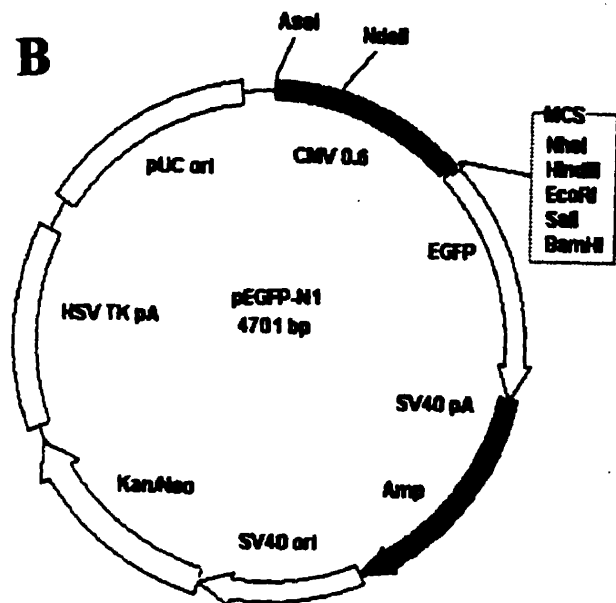 B
AseI
NdeII
MCS
NheI
HindIII
EcoRI
SalI
BamHI
CMV 0.6
pUC ori
EGFP
HSV TK pA
pEGFP-N1
4701 bp
SV40 pA
Amp
Kan/Neo
SV40 ori